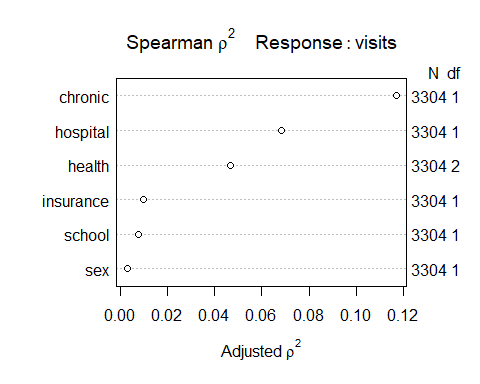 Spearman ρ² Response : visits
N df
chronic 3304 1
hospital 3304 1
health 3304 2
insurance 3304 1
school 3304 1
sex 3304 1
0.00 0.02 0.04 0.06 0.08 0.10 0.12
Adjusted ρ²